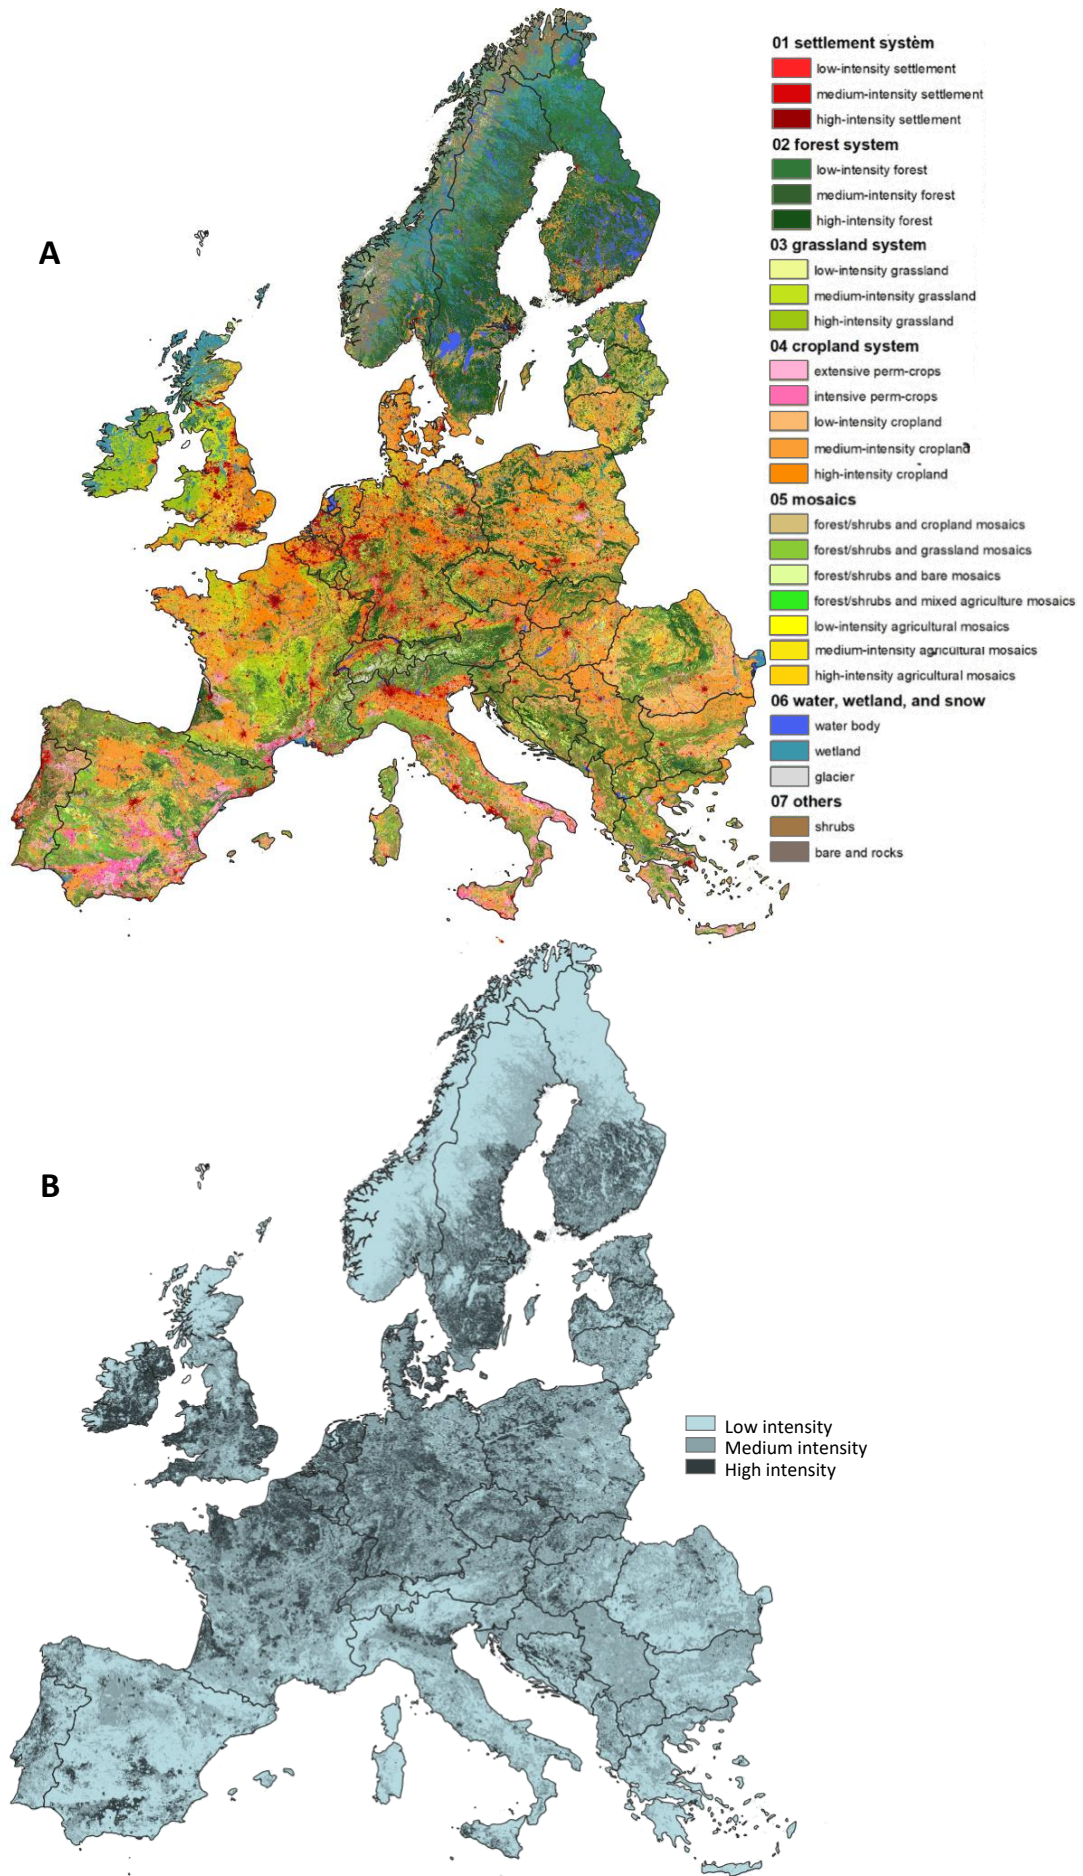 A
01 settlement system
low-intensity settlement
medium-intensity settlement
high-intensity settlement
02 forest system
low-intensity forest
medium-intensity forest
high-intensity forest
03 grassland system
low-intensity grassland
medium-intensity grassland
high-intensity grassland
04 cropland system
extensive perm-crops
intensive perm-crops
low-intensity cropland
medium-intensity cropland
high-intensity cropland
05 mosaics
forest/shrubs and cropland mosaics
forest/shrubs and grassland mosaics
forest/shrubs and bare mosaics
forest/shrubs and mixed agriculture mosaics
low-intensity agricultural mosaics
medium-intensity agricultural mosaics
high-intensity agricultural mosaics
06 water, wetland, and snow
water body
wetland
glacier
07 others
shrubs
bare and rocks
B
Low intensity
Medium intensity
High intensity